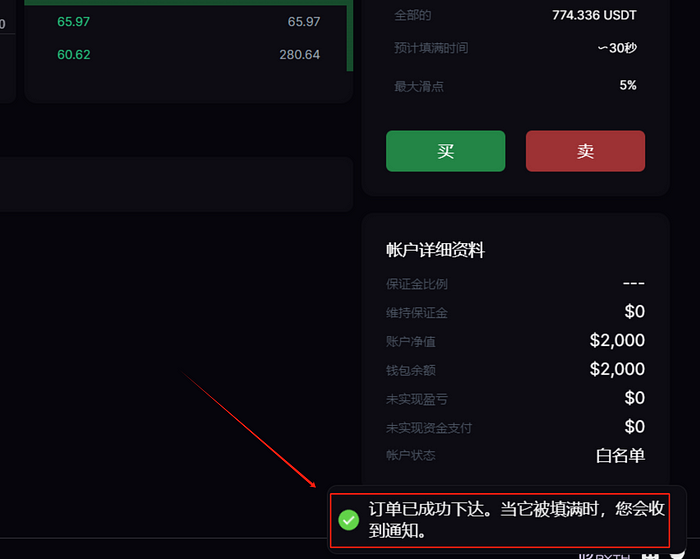 0
65.97 65.97
60.62 280.64
全部的 774.336 USDT
预计填满时间 ~30秒
最大滑点 5%
买 卖
帐户详细资料
保证金比例 ---
维持保证金 $0
账户净值 $2,000
钱包余额 $2,000
未实现盈亏 $0
未实现资金支付 $0
帐户状态 白名单
订单已成功下达。当它被填满时，您会收
到通知。